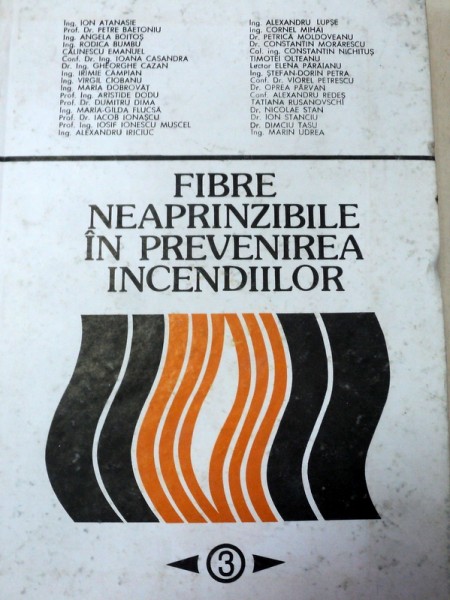 Ing. ION ATANASIE
Prof. Dr. PETRE BAETONIU
Ing. ANGELA BOITOȘ
Ing. RODICA BUMBU
CĂLINESCU EMANUEL
Conf. Dr. Ing. IOANA CASANDRA
Dr. Ing. GHEORGHE CAZAN
Ing. IRIMIE CAMPIAN
Ing. VIRGIL CIOBANU
Ing. MARIA DOBROVAT
Prof. Ing. ARISTIDE DODU
Prof. Dr. DUMITRU DIMA
Ing. MARIA-GILDA FLUCSĂ
Prof. Dr. IACOB IONAȘCU
Prof. Ing. IOSIF IONESCU MUSCEL
Ing. ALEXANDRU IRICIUC
Ing. ALEXANDRU LUPȘE
Ing. CORNEL MIHAI
Dr. PETRICĂ MOLDOVEANU
Dr. CONSTANTIN MORĂRESCU
Col. ing. CONSTANTIN NICHITUȘ
TIMOTEI OLTEANU
Lector ELENA PĂRĂIANU
Ing. ȘTEFAN-DORIN PETRA
Conf. Dr. VIOREL PETRESCU
Dr. OPREA PÂRVAN
Conf. ALEXANDRU REDEȘ
TATIANA RUSANOVSCHI
Dr. NICOLAE STAN
Dr. ION STANCIU
Dr. DIMCIU TASU
Ing. MARIN UDREA
FIBRE
NEAPRINZIBILE
ÎN PREVENIREA
INCENDIILOR
3